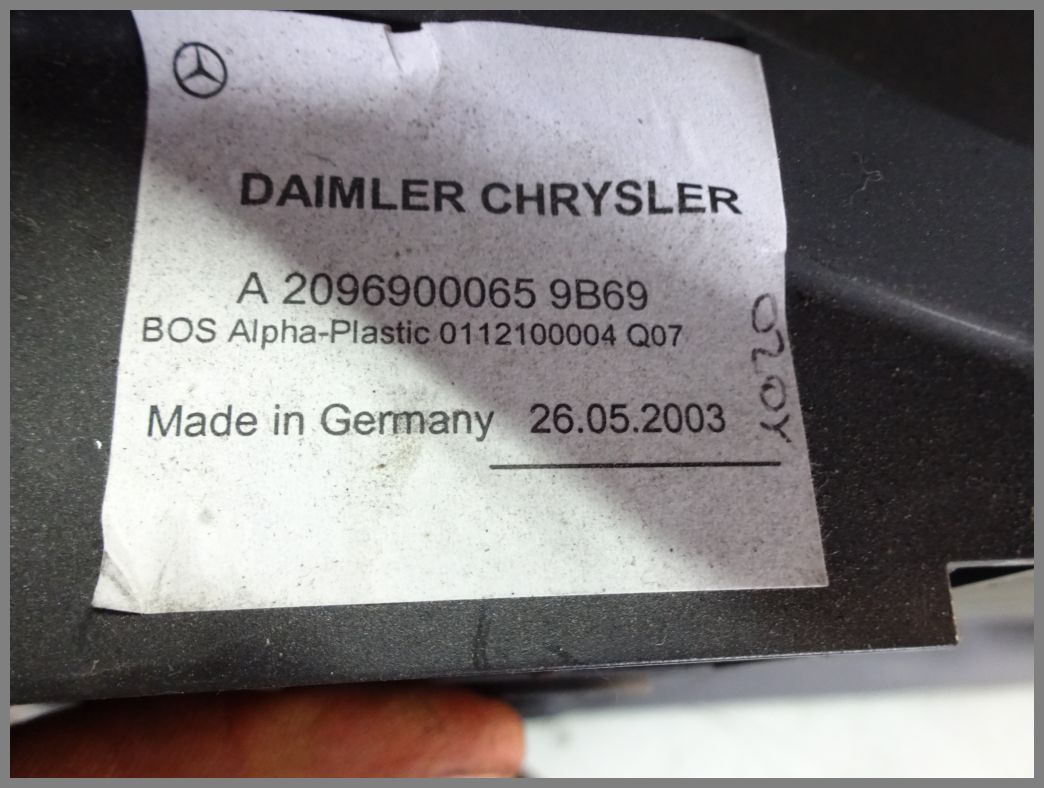 DAIMLER CHRYSLER
A 2096900065 9B69
BOS Alpha-Plastic 0112100004 Q07
Made in Germany 26.05.2003